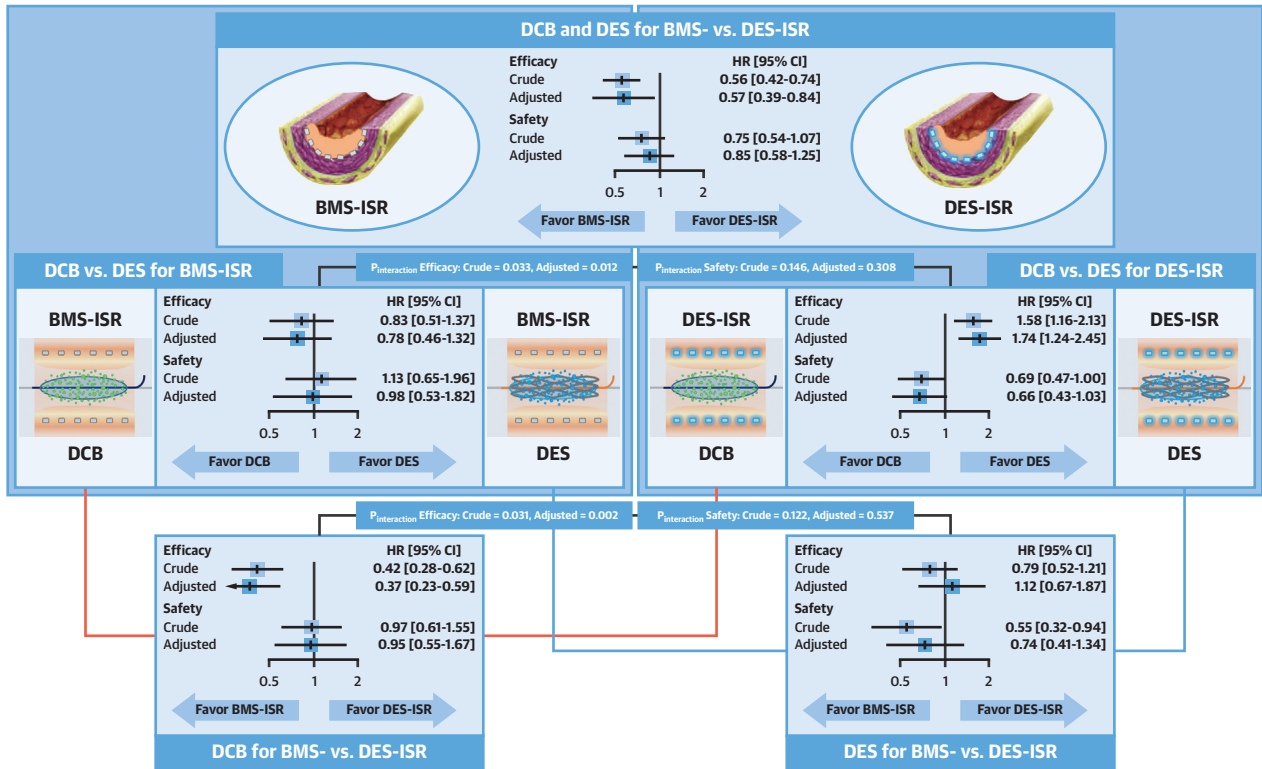 DCB and DES for BMS- vs. DES-ISR
BMS-ISR
Efficacy HR [95% CI]
Crude 0.56 [0.42-0.74]
Adjusted 0.57 [0.39-0.84]
Safety
Crude 0.75 [0.54-1.07]
Adjusted 0.85 [0.58-1.25]
0.5 1 2
Favor BMS-ISR Favor DES-ISR
DES-ISR
DCB vs. DES for BMS-ISR
P interaction Efficacy: Crude = 0.033, Adjusted = 0.012
P interaction Safety: Crude = 0.146, Adjusted = 0.308
DCB vs. DES for DES-ISR
BMS-ISR
DCB
Efficacy HR [95% CI]
Crude 0.83 [0.51-1.37]
Adjusted 0.78 [0.46-1.32]
Safety
Crude 1.13 [0.65-1.96]
Adjusted 0.98 [0.53-1.82]
0.5 1 2
Favor DCB Favor DES
BMS-ISR
DES
DES-ISR
DCB
Efficacy HR [95% CI]
Crude 1.58 [1.16-2.13]
Adjusted 1.74 [1.24-2.45]
Safety
Crude 0.69 [0.47-1.00]
Adjusted 0.66 [0.43-1.03]
0.5 1 2
Favor DCB Favor DES
DES-ISR
DES
P interaction Efficacy: Crude = 0.031, Adjusted = 0.002
P interaction Safety: Crude = 0.122, Adjusted = 0.537
Efficacy HR [95% CI]
Crude 0.42 [0.28-0.62]
Adjusted 0.37 [0.23-0.59]
Safety
Crude 0.97 [0.61-1.55]
Adjusted 0.95 [0.55-1.67]
0.5 1 2
Favor BMS-ISR Favor DES-ISR
DCB for BMS- vs. DES-ISR
Efficacy HR [95% CI]
Crude 0.79 [0.52-1.21]
Adjusted 1.12 [0.67-1.87]
Safety
Crude 0.55 [0.32-0.94]
Adjusted 0.74 [0.41-1.34]
0.5 1 2
Favor BMS-ISR Favor DES-ISR
DES for BMS- vs. DES-ISR